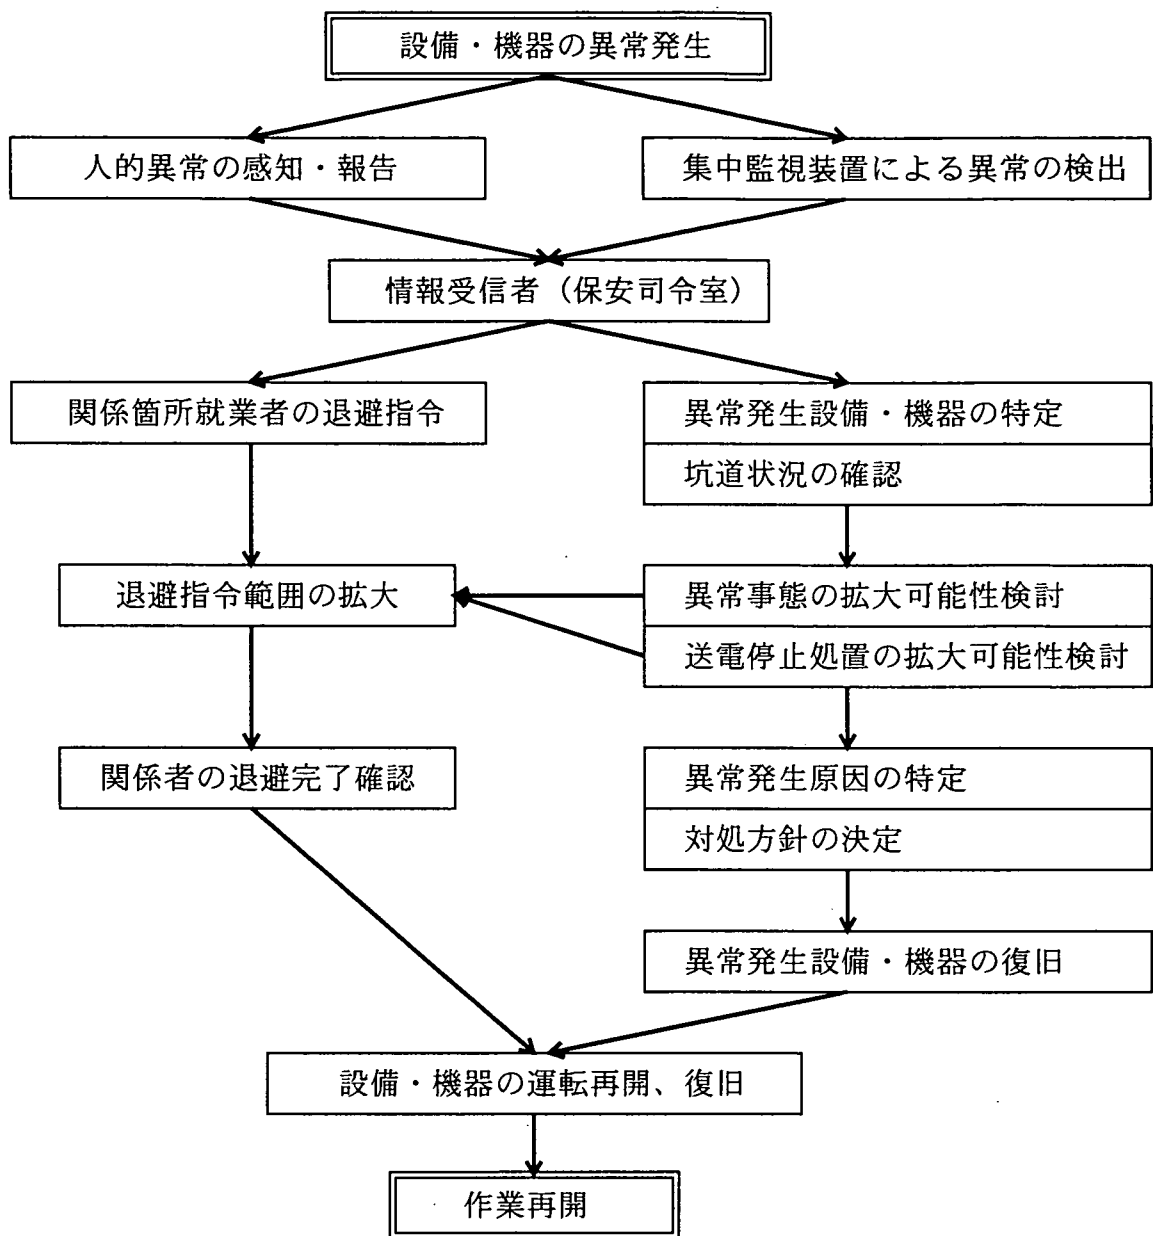 設備・機器の異常発生
人的異常の感知・報告
集中監視装置による異常の検出
情報受信者（保安司令室）
関係箇所就業者の退避指令
異常発生設備・機器の特定
坑道状況の確認
退避指令範囲の拡大
異常事態の拡大可能性検討
送電停止処置の拡大可能性検討
関係者の退避完了確認
異常発生原因の特定
対処方針の決定
異常発生設備・機器の復旧
設備・機器の運転再開、復旧
作業再開